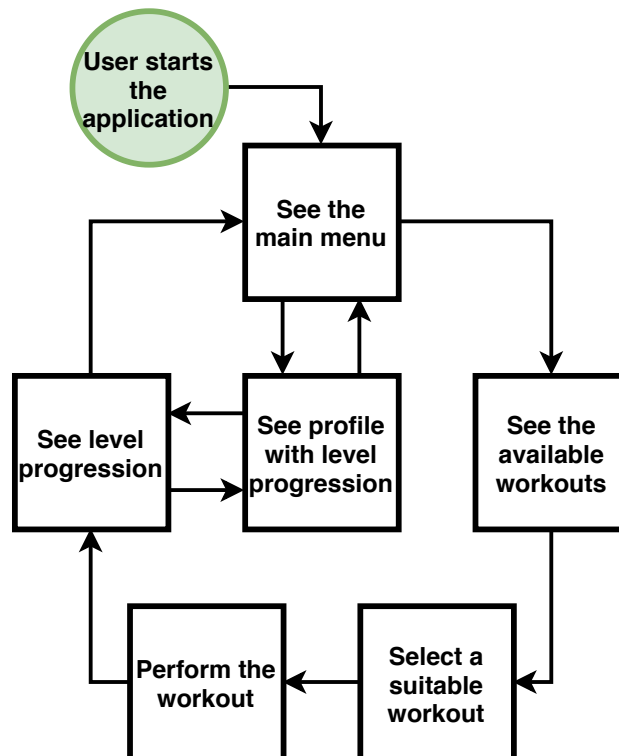 User starts
the
application
See the
main menu
See level
progression
See profile
with level
progression
See the
available
workouts
Perform the
workout
Select a
suitable
workout